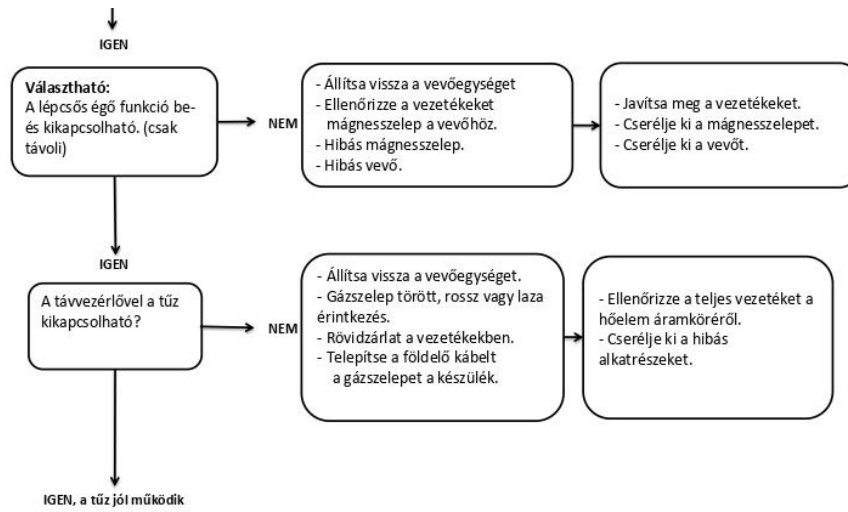 IGEN
Választható:
A lépcsős égő funkció be-
és kikapcsolható. (csak
távoli)
NEM
- Állítsa vissza a vevőegységet
- Ellenőrizze a vezetékeket
mágnesszelep a vevőhöz.
- Hibás mágnesszelep.
- Hibás vevő.
- Javítsa meg a vezetékeket.
- Cserélje ki a mágnesszelepet.
- Cserélje ki a vevőt.
IGEN
A távvezérlővel a tűz
kikapcsolható?
NEM
- Állítsa vissza a vevőegységet.
- Gázszelep törött, rossz vagy laza
érintkezés.
- Rövidzárlat a vezetékekben.
- Telepítse a földelő kábelt
a gázszelepet a készülék.
- Ellenőrizze a teljes vezetéket a
hőelem áramköréről.
- Cserélje ki a hibás
alkatrészeket.
IGEN, a tűz jól működik